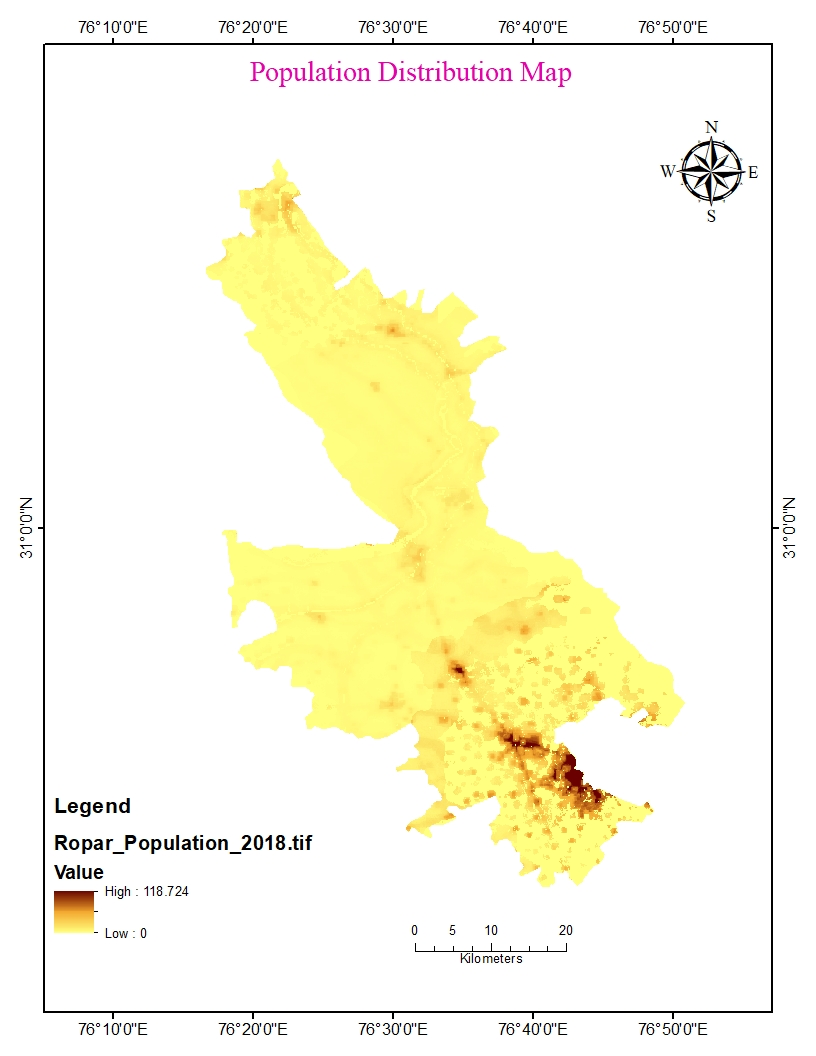 76°10'0"E 76°20'0"E 76°30'0"E 76°40'0"E 76°50'0"E
Population Distribution Map
N
W E
S
31°0'0"N 31°0'0"N
Legend
Ropar_Population_2018.tif
Value
High : 118.724
Low : 0
0 5 10 20
Kilometers
76°10'0"E 76°20'0"E 76°30'0"E 76°40'0"E 76°50'0"E